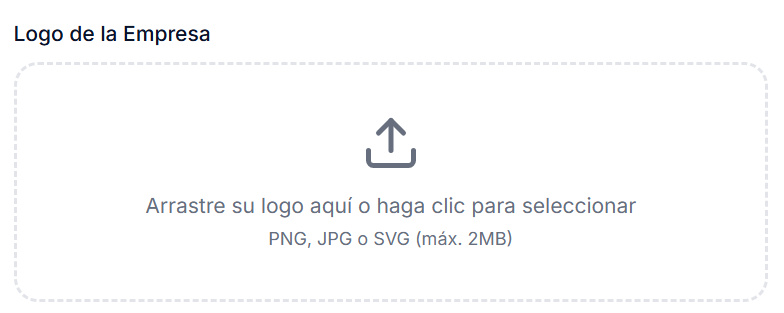 Logo de la Empresa
Arrastre su logo aquí o haga clic para seleccionar
PNG, JPG o SVG (máx. 2MB)